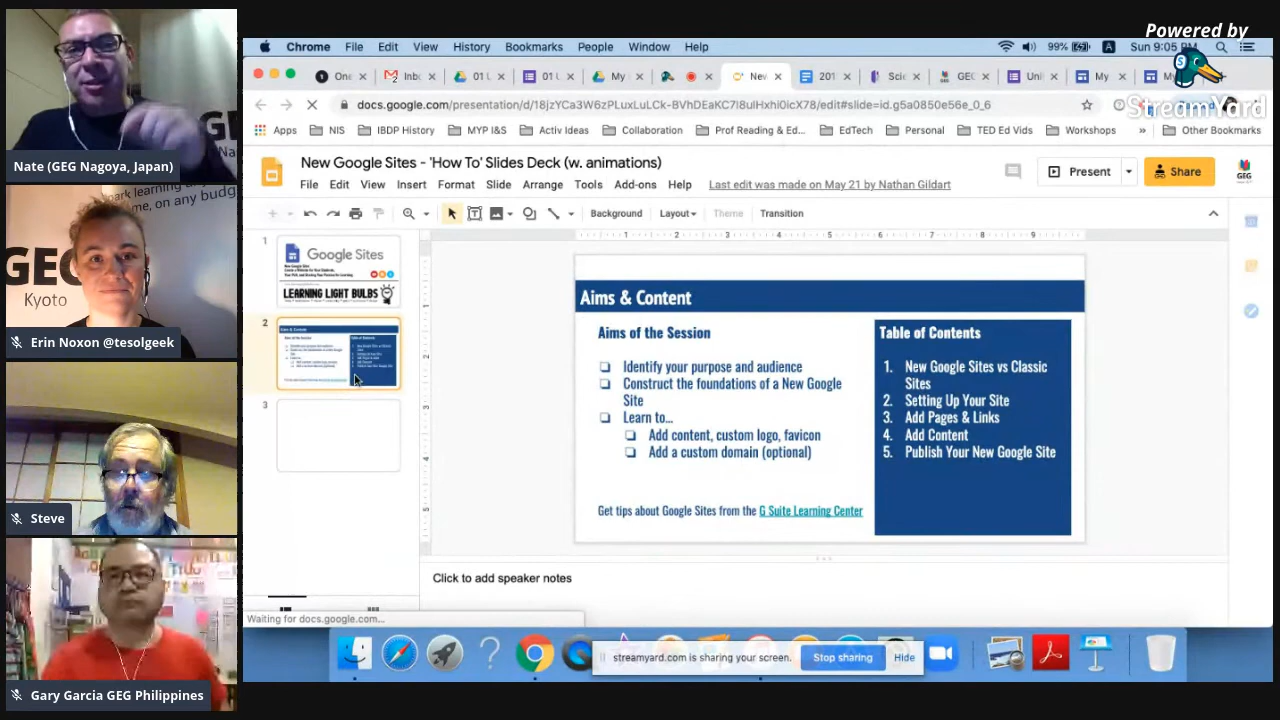 Powered by
StreamYard
Nate (GEG Nagoya, Japan)
GEG
Kyoto
Erin Noxon @tesolgeek
Steve
Gary Garcia GEG Philippines
Chrome File Edit View History Bookmarks People Window Help
99% Sun 9:05 PM
docs.google.com/presentation/d/18jzYCa3W6zPLuxLuLCk-BVhDEaKC7I8uIHxhi0icX78/edit#slide=id.g5a0850e56e_0_6
Apps NIS IBDP History MYP I&S Activ Ideas Collaboration Prof Reading & Ed... EdTech Personal TED Ed Vids Workshops » Other Bookmarks
New Google Sites - 'How To' Slides Deck (w. animations)
File Edit View Insert Format Slide Arrange Tools Add-ons Help Last edit was made on May 21 by Nathan Gildart
Present Share
Background Layout Theme Transition
1
Google Sites
LEARNING LIGHT BULBS
2
3
Aims & Content
Aims of the Session
Identify your purpose and audience
Construct the foundations of a New Google
Site
Learn to...
Add content, custom logo, favicon
Add a custom domain (optional)
Get tips about Google Sites from the G Suite Learning Center
Table of Contents
1. New Google Sites vs Classic
Sites
2. Setting Up Your Site
3. Add Pages & Links
4. Add Content
5. Publish Your New Google Site
Click to add speaker notes
Waiting for docs.google.com...
streamyard.com is sharing your screen. Stop sharing Hide